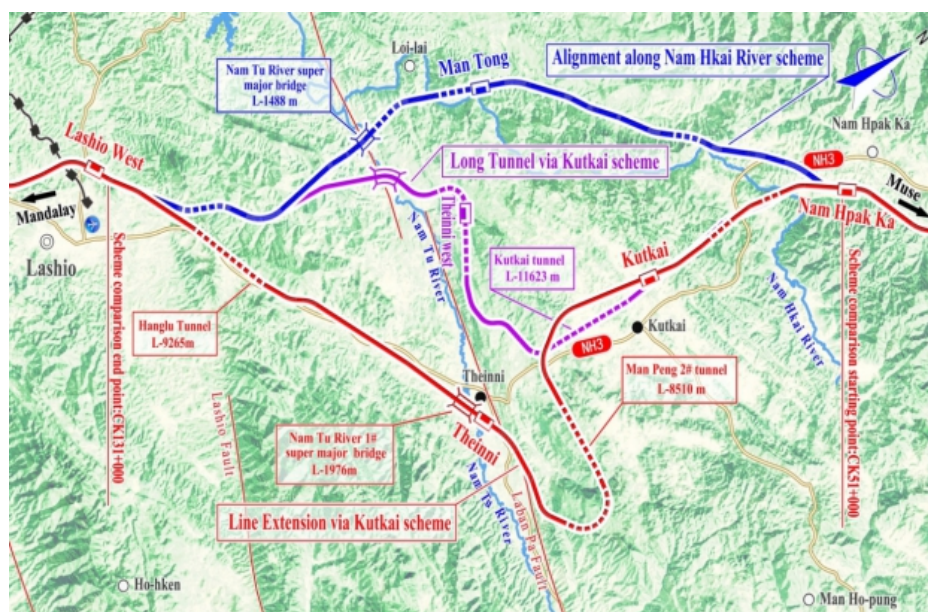 Loi-lai
Nam Tu River super
major bridge
L-1488 m
Man Tong
Alignment along Nam Hkai River scheme
Nam Hpak Ka
Lashio West
Long Tunnel via Kutkai scheme
NH3
Muse
Mandalay
Nam Hpak Ka
Lashio
Theinni west
Nam Tu River
Kutkai tunnel
L-11623 m
Kutkai
Nam Hkai River
Scheme comparison end point:CK131+000
Scheme comparison starting point:CK51+000
Hanglu Tunnel
L-9265m
Kutkai
NH3
Man Peng 2# tunnel
L-8510 m
Theinni
Lashio Fault
Nam Tu River 1#
super major bridge
L-1976m
Theinni
Nam Tu River
Laban Pa-Fault
Line Extension via Kutkai scheme
Ho-hken
Man Ho-pung